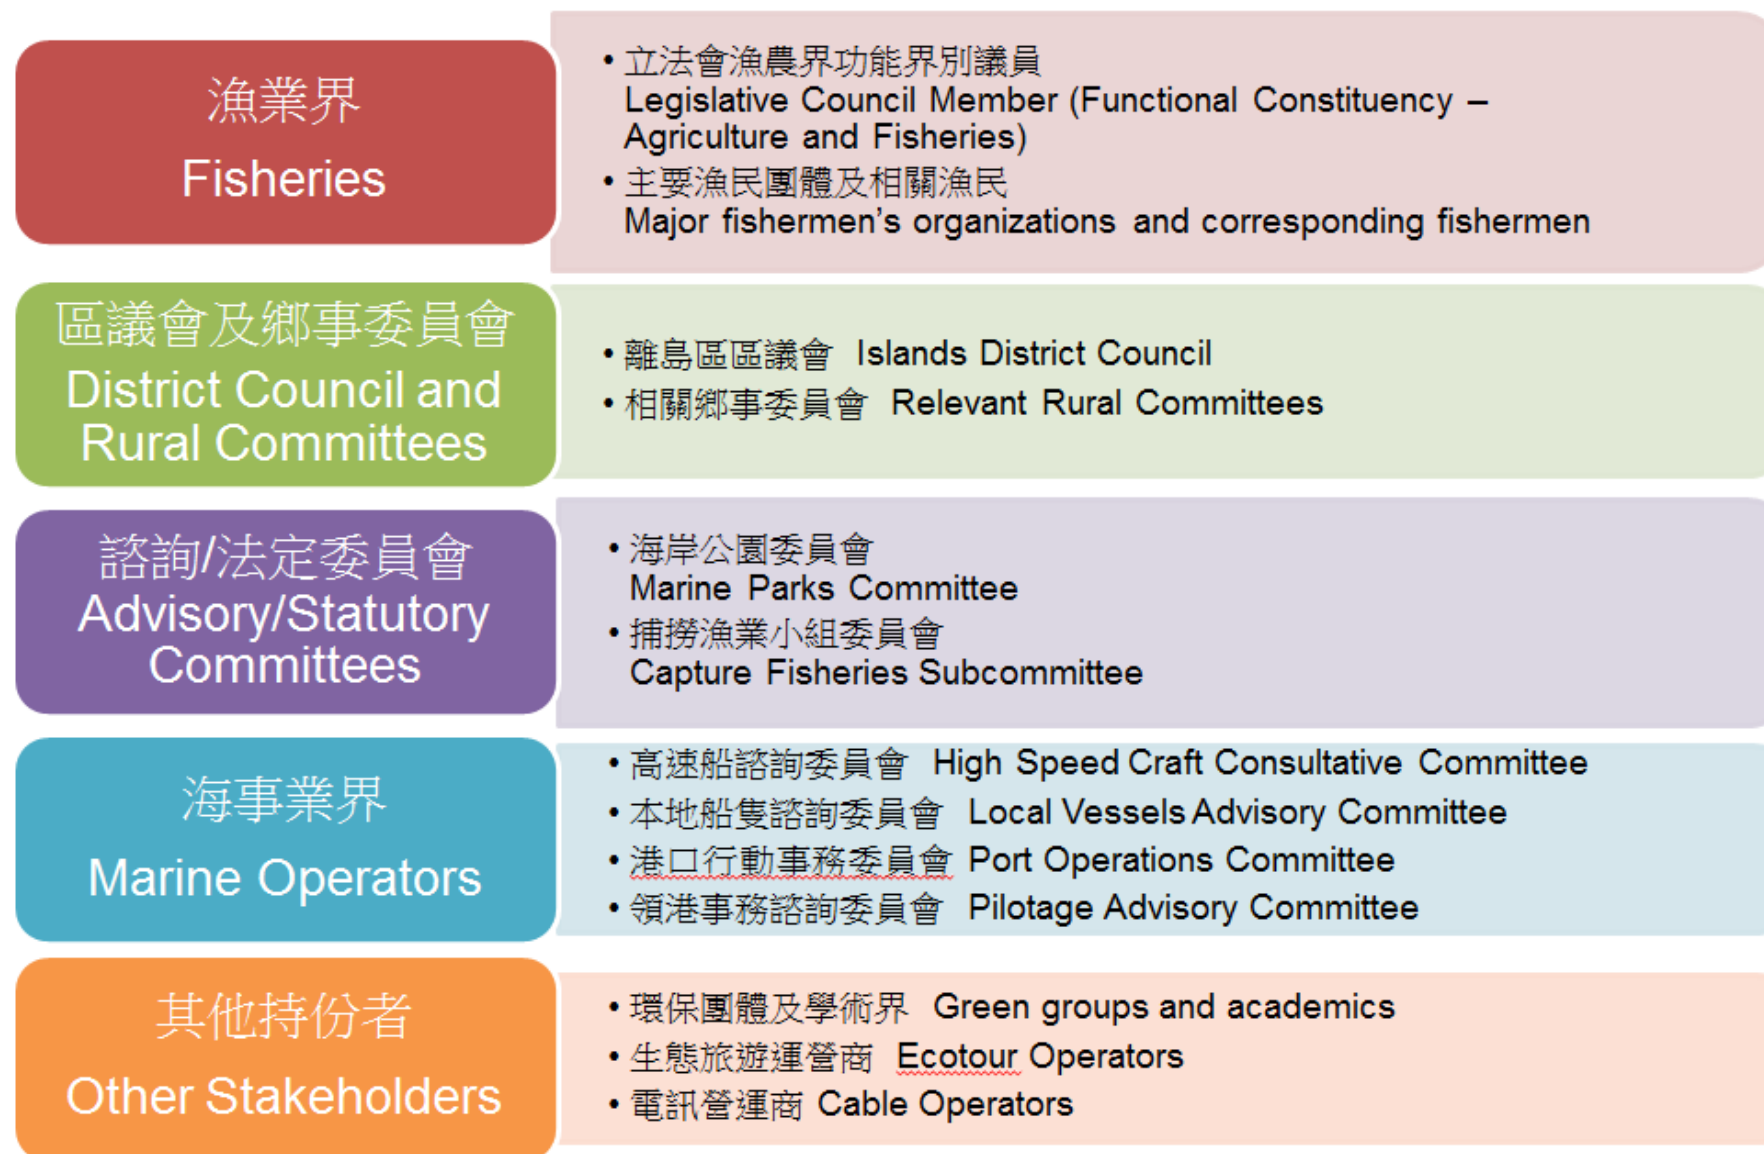 漁業界
Fisheries
• 立法會漁農界功能界別議員
Legislative Council Member (Functional Constituency –
Agriculture and Fisheries)
• 主要漁民團體及相關漁民
Major fishermen's organizations and corresponding fishermen
區議會及鄉事委員會
District Council and
Rural Committees
• 離島區區議會 Islands District Council
• 相關鄉事委員會 Relevant Rural Committees
諮詢/法定委員會
Advisory/Statutory
Committees
• 海岸公園委員會
Marine Parks Committee
• 捕撈漁業小組委員會
Capture Fisheries Subcommittee
海事業界
Marine Operators
• 高速船諮詢委員會 High Speed Craft Consultative Committee
• 本地船隻諮詢委員會 Local Vessels Advisory Committee
• 港口行動事務委員會 Port Operations Committee
• 領港事務諮詢委員會 Pilotage Advisory Committee
其他持份者
Other Stakeholders
• 環保團體及學術界 Green groups and academics
• 生態旅遊運營商 Ecotour Operators
• 電訊營運商 Cable Operators